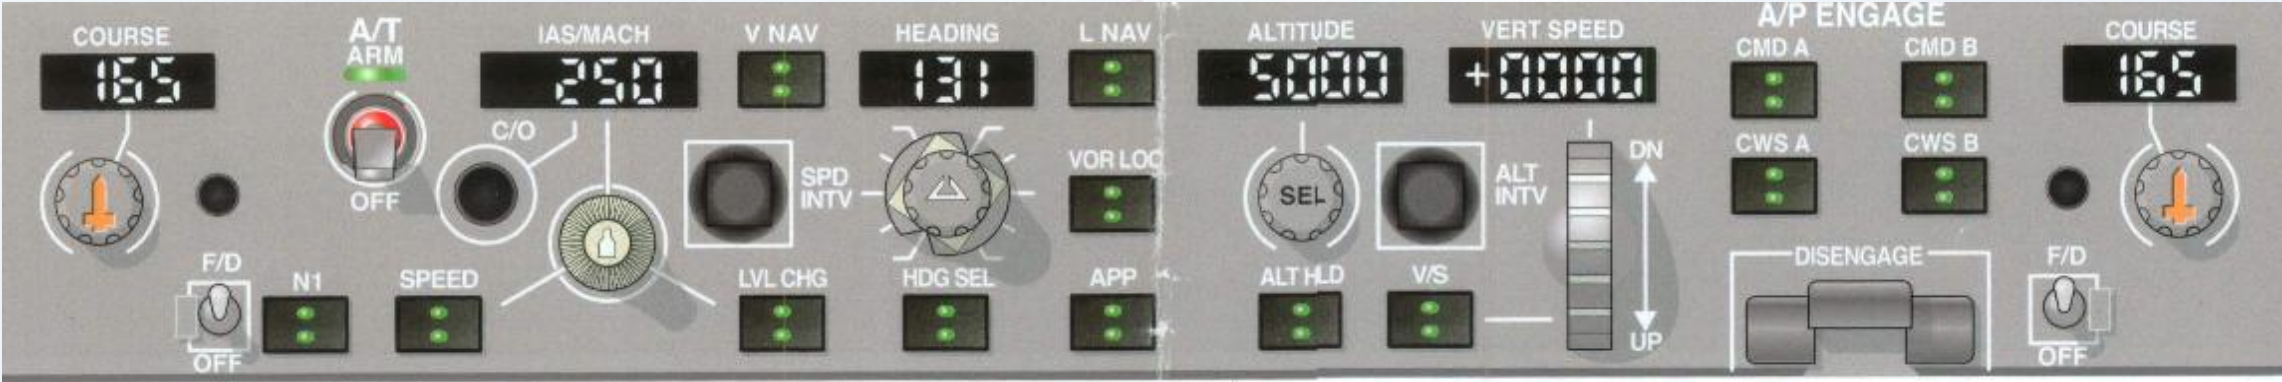 COURSE
165
A/T
ARM
OFF
IAS/MACH
250
C/O
V NAV
SPD
INTV
HEADING
131
L NAV
VOR LOC
ALTITUDE
5000
SEL
ALT
INTV
VERT SPEED
+0000
DN
UP
A/P ENGAGE
CMD A
CMD B
CWS A
CWS B
DISENGAGE
COURSE
165
F/D
OFF
N1
SPEED
LVL CHG
HDG SEL
APP
ALT HLD
V/S
F/D
OFF